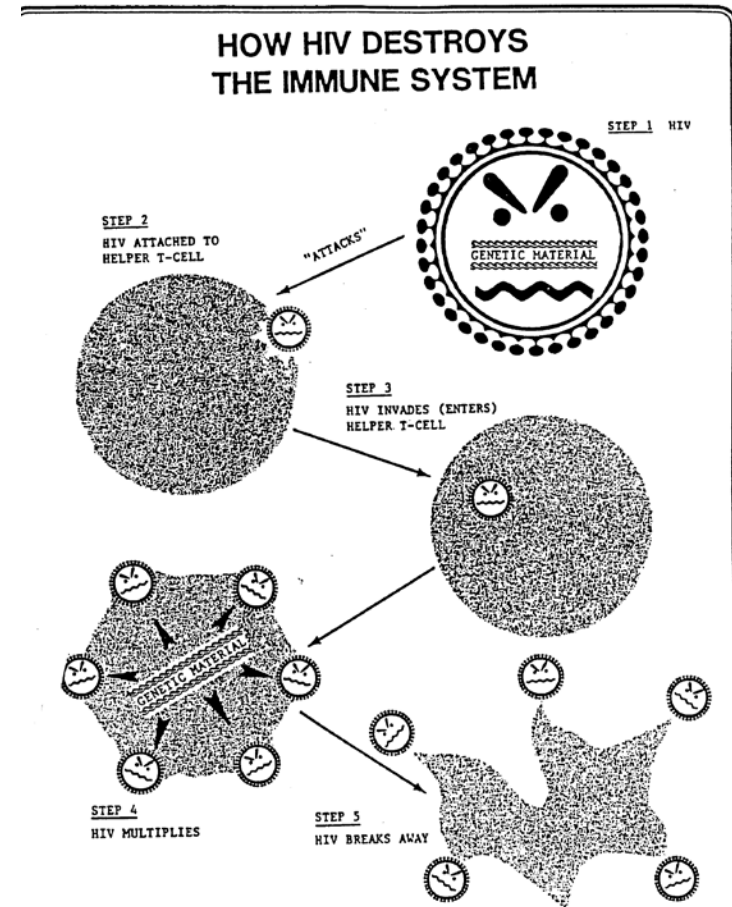 HOW HIV DESTROYS
THE IMMUNE SYSTEM
STEP 1 HIV
GENETIC MATERIAL
"ATTACKS"
STEP 2
HIV ATTACHED TO
HELPER T-CELL
STEP 3
HIV INVADES (ENTERS)
HELPER T-CELL
GENETIC MATERIAL
STEP 4
HIV MULTIPLIES
STEP 5
HIV BREAKS AWAY